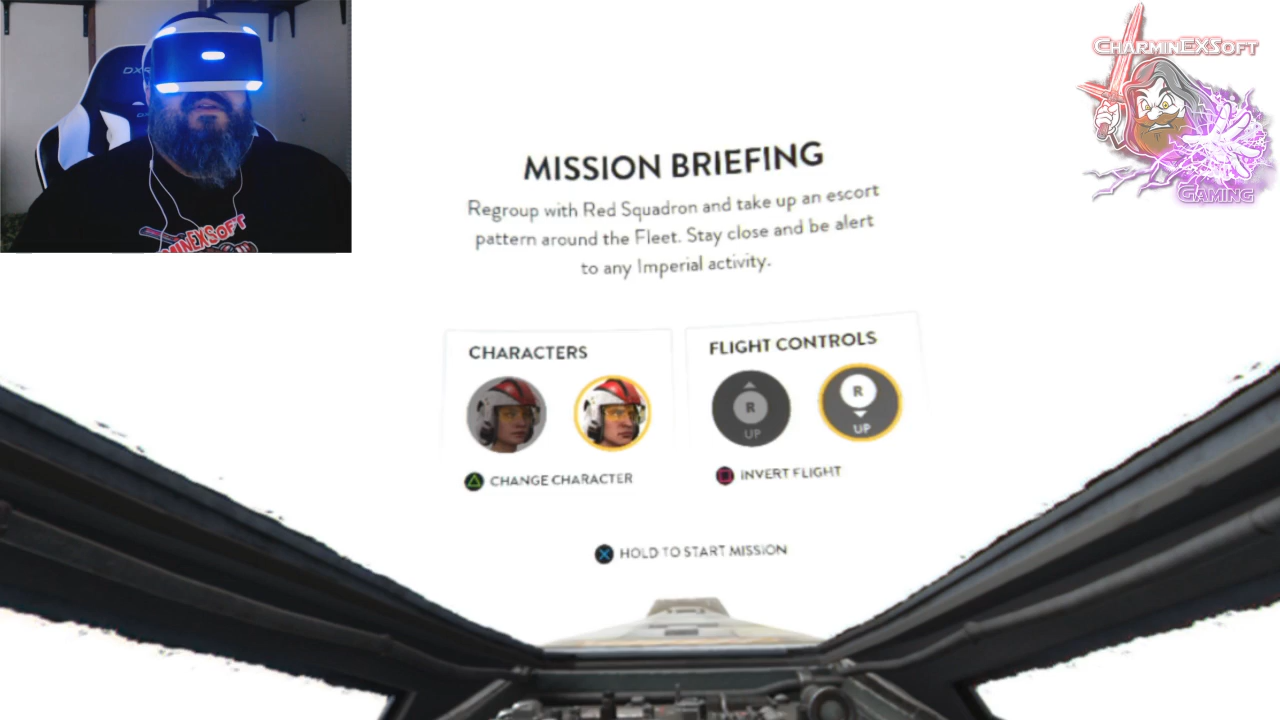 DX
MINEXSOFT
CHARMINEXSOFT
GAMING
MISSION BRIEFING
Regroup with Red Squadron and take up an escort
pattern around the Fleet. Stay close and be alert
to any Imperial activity.
CHARACTERS
FLIGHT CONTROLS
R
UP
R
UP
CHANGE CHARACTER
INVERT FLIGHT
HOLD TO START MISSION